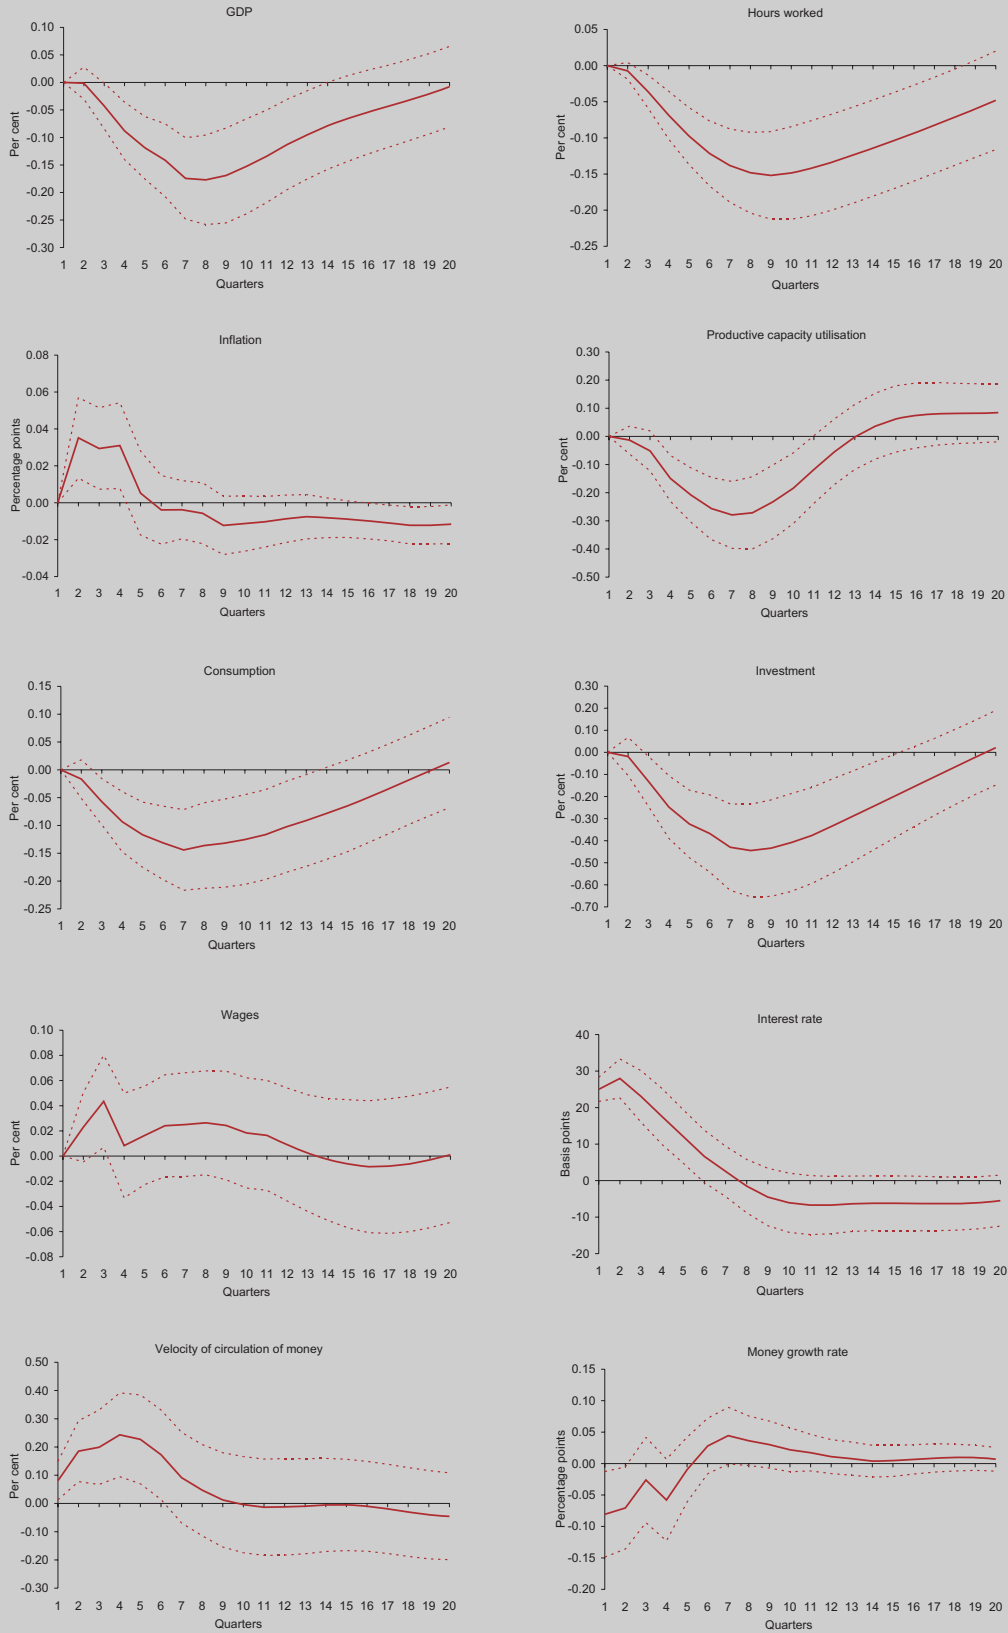 GDP
0.10
0.05
0.00
-0.05
-0.10
-0.15
-0.20
-0.25
-0.30
Per cent
1 2 3 4 5 6 7 8 9 10 11 12 13 14 15 16 17 18 19 20
Quarters
Hours worked
0.05
0.00
-0.05
-0.10
-0.15
-0.20
0.25
Per cent
1 2 3 4 5 6 7 8 9 10 11 12 13 14 15 16 17 18 19 20
Quarters
Inflation
0.08
0.06
0.04
0.02
0.00
-0.02
-0.04
Percentage points
1 2 3 4 5 6 7 8 9 10 11 12 13 14 15 16 17 18 19 20
Quarters
Productive capacity utilisation
0.30
0.20
0.10
0.00
-0.10
-0.20
-0.30
-0.40
-0.50
Per cent
1 2 3 4 5 6 7 8 9 10 11 12 13 14 15 16 17 18 19 20
Quarters
Consumption
0.15
0.10
0.05
0.00
-0.05
-0.10
-0.15
-0.20
-0.25
Per cent
1 2 3 4 5 6 7 8 9 10 11 12 13 14 15 16 17 18 19 20
Quarters
Investment
0.30
0.20
0.10
0.00
-0.10
-0.20
-0.30
-0.40
-0.50
-0.60
-0.70
Per cent
1 2 3 4 5 6 7 8 9 10 11 12 13 14 15 16 17 18 19 20
Quarters
Wages
0.10
0.08
0.06
0.04
0.02
0.00
-0.02
-0.04
-0.06
-0.08
Per cent
1 2 3 4 5 6 7 8 9 10 11 12 13 14 15 16 17 18 19 20
Quarters
Interest rate
40
30
20
10
0
-10
-20
Basis points
1 2 3 4 5 6 7 8 9 10 11 12 13 14 15 16 17 18 19 20
Quarters
Velocity of circulation of money
0.50
0.40
0.30
0.20
0.10
0.00
-0.10
-0.20
-0.30
Per cent
1 2 3 4 5 6 7 8 9 10 11 12 13 14 15 16 17 18 19 20
Quarters
Money growth rate
0.15
0.10
0.05
0.00
-0.05
-0.10
-0.15
-0.20
Percentage points
1 2 3 4 5 6 7 8 9 10 11 12 13 14 15 16 17 18 19 20
Quarters